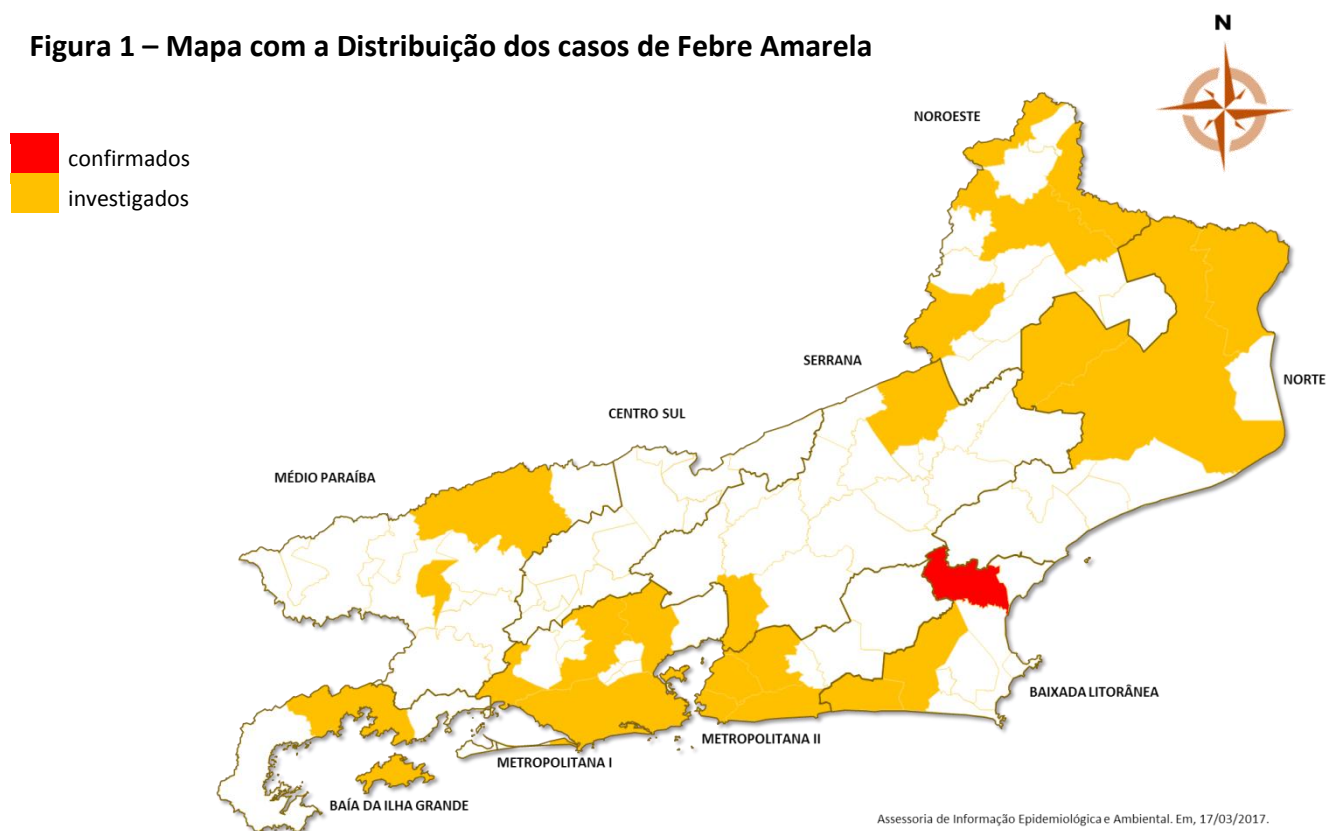 Figura 1 – Mapa com a Distribuição dos casos de Febre Amarela
N
confirmados
investigados
NOROESTE
SERRANA
NORTE
CENTRO SUL
MÉDIO PARAÍBA
BAIXADA LITORÂNEA
METROPOLITANA II
METROPOLITANA I
BAÍA DA ILHA GRANDE
Assessoria de Informação Epidemiológica e Ambiental. Em, 17/03/2017.